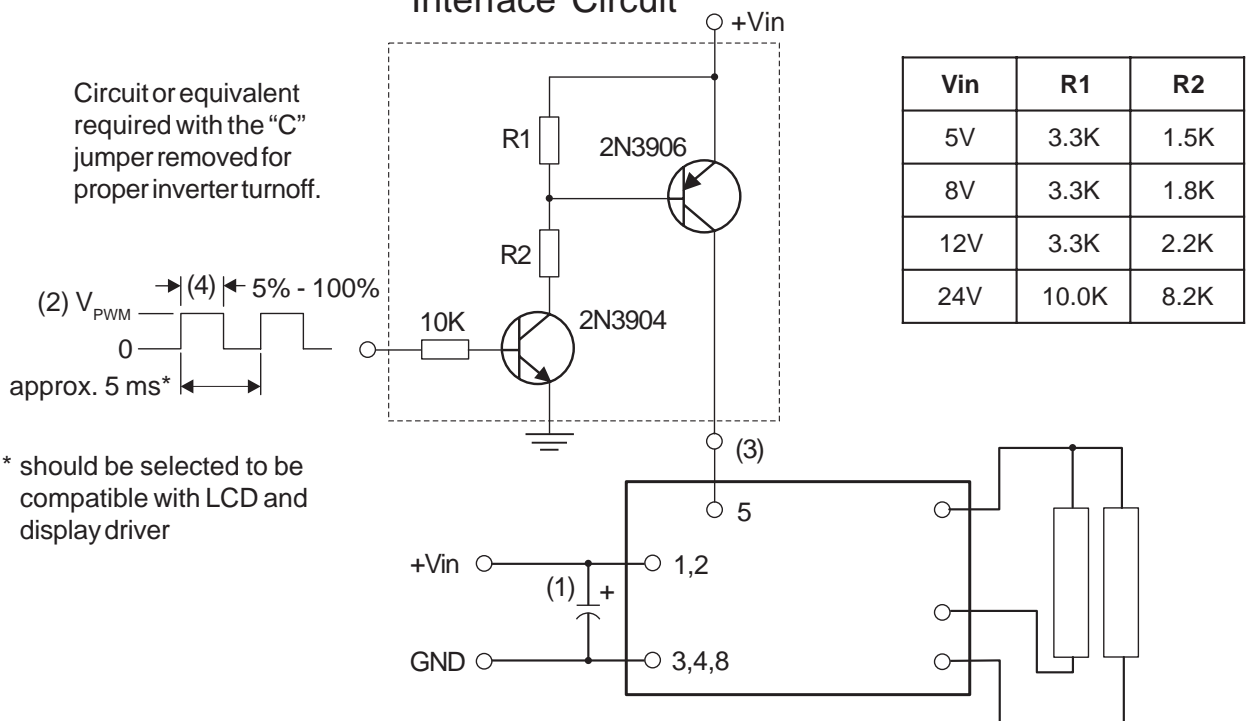 Interface Circuit
+Vin
Circuit or equivalent
required with the “C”
jumper removed for
proper inverter turnoff.
R1
2N3906
R2
(4)
5% - 100%
(2) VPWM
0
10K
2N3904
approx. 5 ms*
* should be selected to be
compatible with LCD and
display driver
(3)
5
+Vin
1,2
(1)
+
GND
3,4,8
Vin R1 R2
5V 3.3K 1.5K
8V 3.3K 1.8K
12V 3.3K 2.2K
24V 10.0K 8.2K